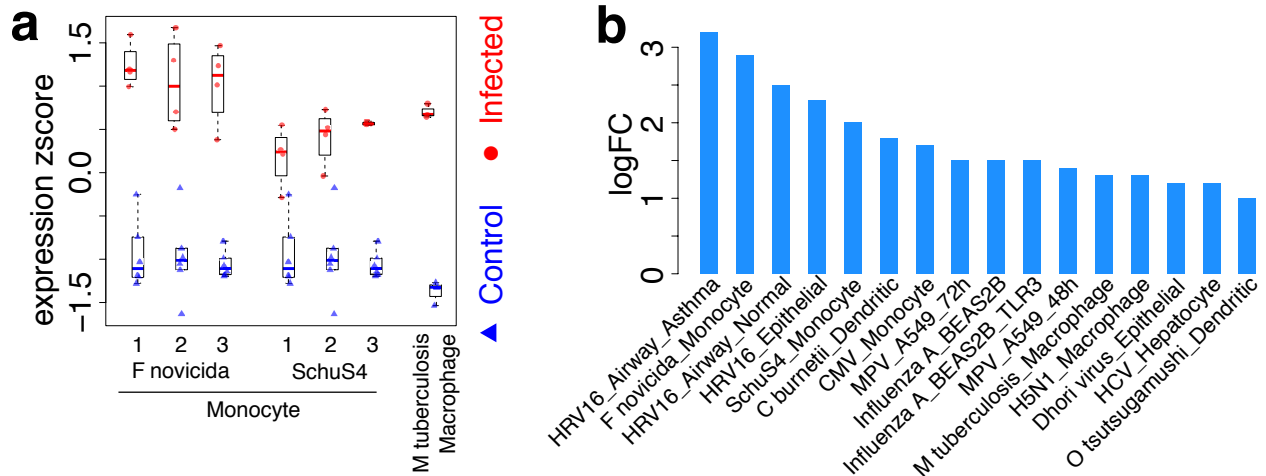 a
expression zscore
1.5
0.0
−1.5
1 2 3
F novicida
1 2 3
SchuS4
Monocyte
M tuberculosis
Macrophage
Control
Infected
b
logFC
3
2
1
0
HRV16_Airway_Asthma
F novicida_Monocyte
HRV16_Airway_Normal
HRV16_Epithelial
SchuS4_Monocyte
C burnetii_Dendritic
CMV_Monocyte
MPV_A549_72h
Influenza A_BEAS2B
Influenza A_BEAS2B_TLR3
MPV_A549_48h
M tuberculosis_Macrophage
H5N1_Macrophage
Dhori virus_Epithelial
HCV_Hepatocyte
O tsutsugamushi_Dendritic